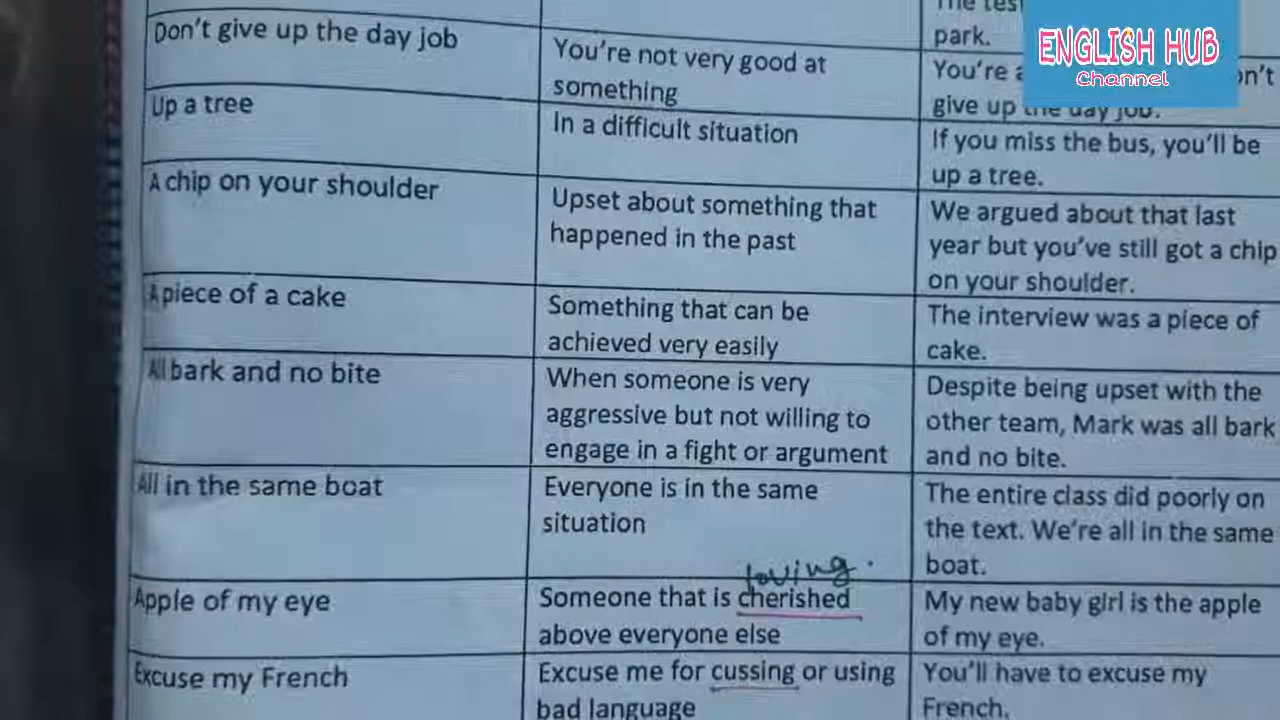 The
park.
ENGLISH HUB
Channel
Don't give up the day job
You're not very good at
something
You're
n't
give up the day job.
Up a tree
In a difficult situation
If you miss the bus, you'll be
up a tree.
A chip on your shoulder
Upset about something that
happened in the past
We argued about that last
year but you've still got a chip
on your shoulder.
A piece of a cake
Something that can be
achieved very easily
The interview was a piece of
cake.
All bark and no bite
When someone is very
aggressive but not willing to
engage in a fight or argument
Despite being upset with the
other team, Mark was all bark
and no bite.
All in the same boat
Everyone is in the same
situation
The entire class did poorly on
the text. We're all in the same
boat.
loving.
Apple of my eye
Someone that is cherished
above everyone else
My new baby girl is the apple
of my eye.
Excuse my French
Excuse me for cussing or using
bad language
You'll have to excuse my
French.